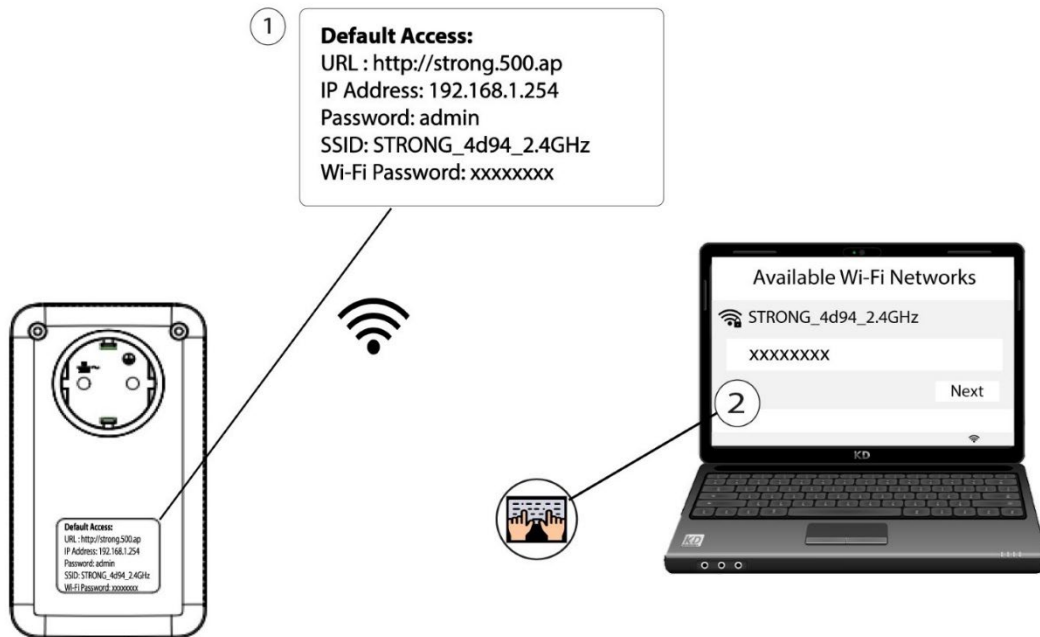 1
Default Access:
URL : http://strong.500.ap
IP Address: 192.168.1.254
Password: admin
SSID: STRONG_4d94_2.4GHz
Wi-Fi Password: xxxxxxxx
Available Wi-Fi Networks
STRONG_4d94_2.4GHz
xxxxxxxx
Next
2
KD
KD
Default Access:
URL : http://strong.500.ap
IP Address: 192.168.1.254
Password: admin
SSID: STRONG_4d94_2.4GHz
Wi-Fi Password: xxxxxxxx